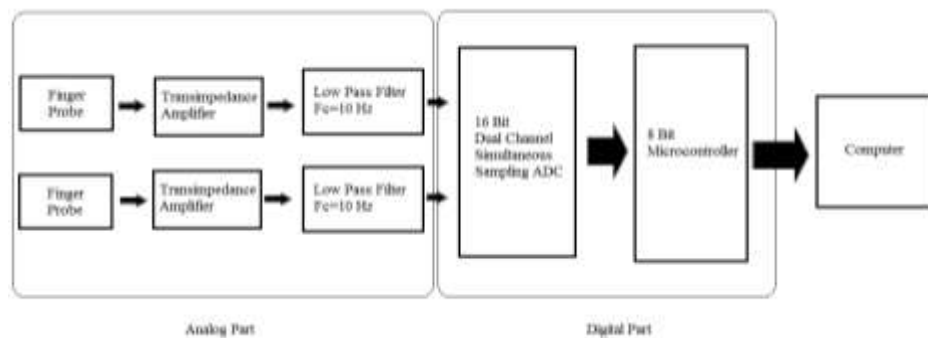 Finger
Probe
Transimpedance
Amplifier
Low Pass Filter
Fc=10 Hz
Finger
Probe
Transimpedance
Amplifier
Low Pass Filter
Fc=10 Hz
16 Bit
Dual Channel
Simultaneous
Sampling ADC
8 Bit
Microcontroller
Computer
Analog Part
Digital Part